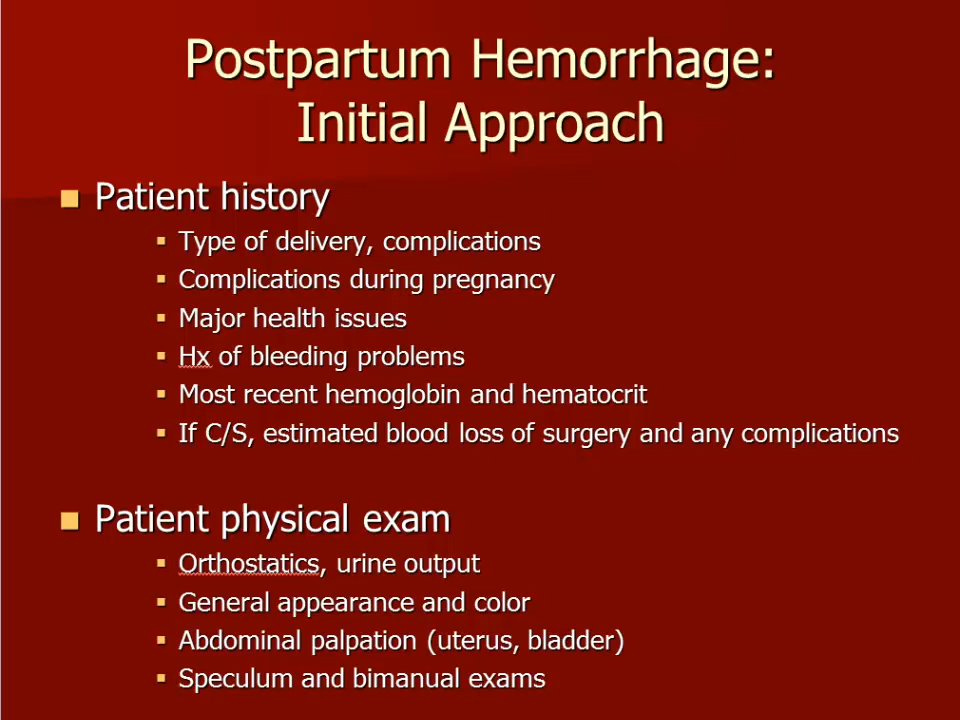 Postpartum Hemorrhage:
Initial Approach
Patient history
Type of delivery, complications
Complications during pregnancy
Major health issues
Hx of bleeding problems
Most recent hemoglobin and hematocrit
If C/S, estimated blood loss of surgery and any complications
Patient physical exam
Orthostatics, urine output
General appearance and color
Abdominal palpation (uterus, bladder)
Speculum and bimanual exams